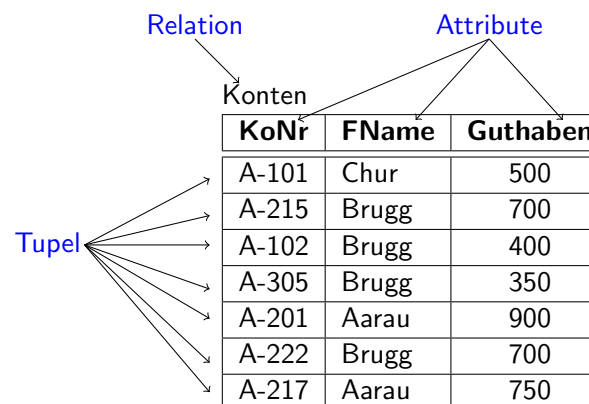 Relation Attribute
Konten
KoNr FName Guthaben
A-101 Chur 500
A-215 Brugg 700
Tupel A-102 Brugg 400
A-305 Brugg 350
A-201 Aarau 900
A-222 Brugg 700
A-217 Aarau 750